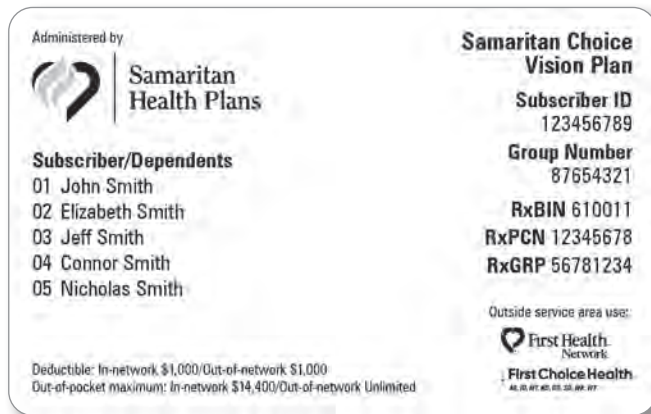 Administered by
Samaritan
Health Plans
Subscriber/Dependents
01 John Smith
02 Elizabeth Smith
03 Jeff Smith
04 Connor Smith
05 Nicholas Smith
Deductible: In-network $1,000/Out-of-network $1,000
Out-of-pocket maximum: In-network $14,400/Out-of-network Unlimited
Samaritan Choice
Vision Plan
Subscriber ID
123456789
Group Number
87654321
RxBIN 610011
RxPCN 12345678
RxGRP 56781234
Outside service area use:
First Health
Network
First Choice Health